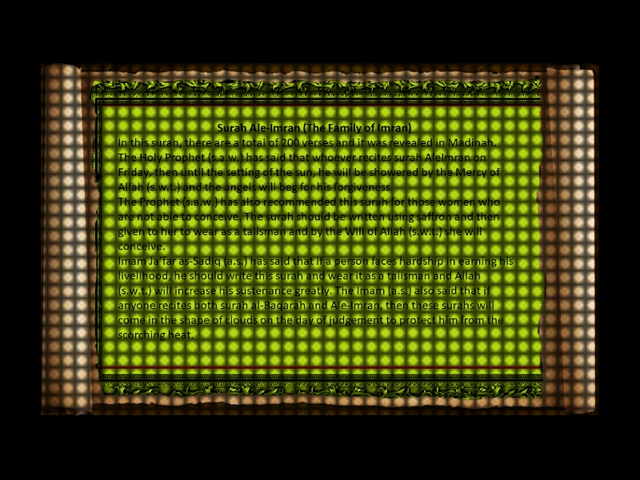 Surah Ale-Imran (The Family of Imran)
In this surah, there are a total of 200 verses and it was revealed in Madinah.
The Holy Prophet (s.a.w.) has said that whoever recites surah AleImran on
Friday, then until the setting of the sun, he will be showered by the Mercy of
Allah (s.w.t.) and the angels will beg for his forgiveness.
The Prophet (s.a.w.) has also recommended this surah for those women who
are not able to conceive. The surah should be written using saffron and then
given to her to wear as a talisman and by the Will of Allah (s.w.t.) she will
conceive.
Imam Ja'far as-Sadiq (a.s.) has said that if a person faces hardship in earning his
livelihood, he should write this surah and wear it as a talisman and Allah
(s.w.t.) will increase his sustenance greatly. The Imam (a.s.) also said that if
anyone recites both surah al-Baqarah and Ale-Imran, then these surahs will
come in the shape of clouds on the day of judgement to protect him from the
scorching heat.